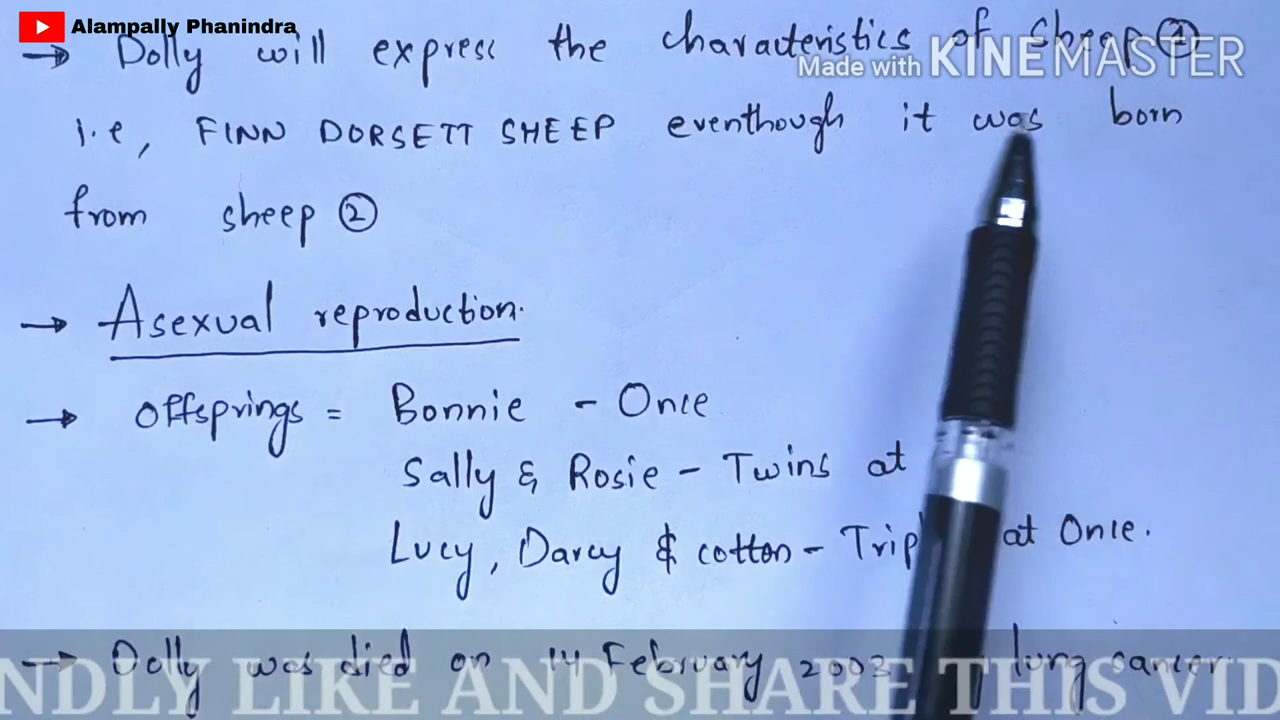 Alampally Phanindra
→ Dolly will express the characteristics of sheep
Made with KINEMASTER
i.e, FINN DORSETT SHEEP eventhough it was born
from sheep ②
→ Asexual reproduction.
→ Offsprings = Bonnie - Once
Sally & Rosie - Twins at
Lucy, Darcy & cotton - Trip at Once.
→ Dolly was died on 14 February 2003 lung cancer
NDLY LIKE AND SHARE THIS VID